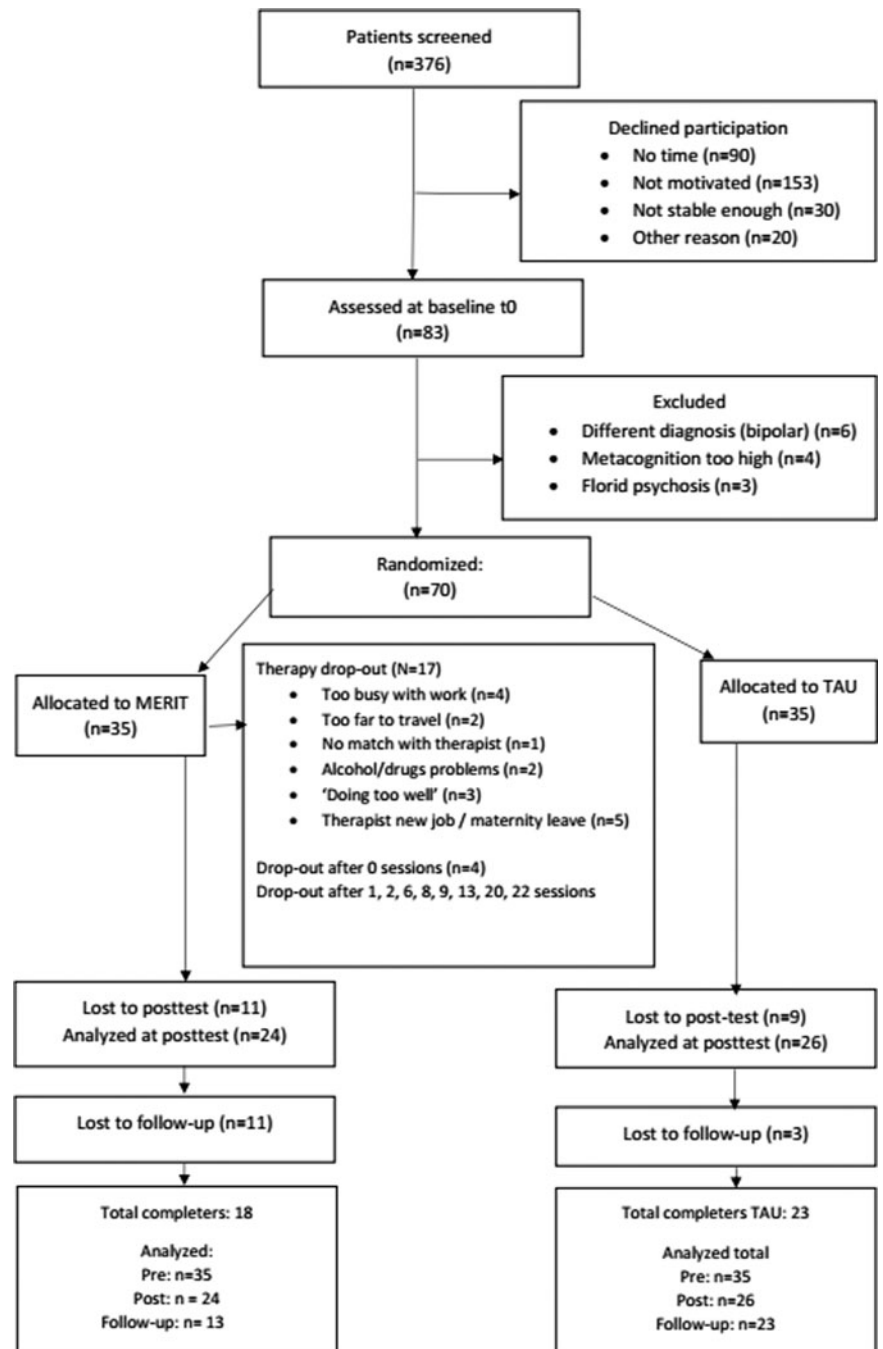 Patients screened
(n=376)
Declined participation
• No time (n=90)
• Not motivated (n=153)
• Not stable enough (n=30)
• Other reason (n=20)
Assessed at baseline t0
(n=83)
Excluded
• Different diagnosis (bipolar) (n=6)
• Metacognition too high (n=4)
• Florid psychosis (n=3)
Randomized:
(n=70)
Allocated to MERIT
(n=35)
Therapy drop-out (N=17)
• Too busy with work (n=4)
• Too far to travel (n=2)
• No match with therapist (n=1)
• Alcohol/drugs problems (n=2)
• ‘Doing too well’ (n=3)
• Therapist new job / maternity leave (n=5)
Drop-out after 0 sessions (n=4)
Drop-out after 1, 2, 6, 8, 9, 13, 20, 22 sessions
Allocated to TAU
(n=35)
Lost to posttest (n=11)
Analyzed at posttest (n=24)
Lost to post-test (n=9)
Analyzed at posttest (n=26)
Lost to follow-up (n=11)
Lost to follow-up (n=3)
Total completers: 18
Analyzed:
Pre: n=35
Post: n = 24
Follow-up: n= 13
Total completers TAU: 23
Analyzed total
Pre: n=35
Post: n=26
Follow-up: n=23